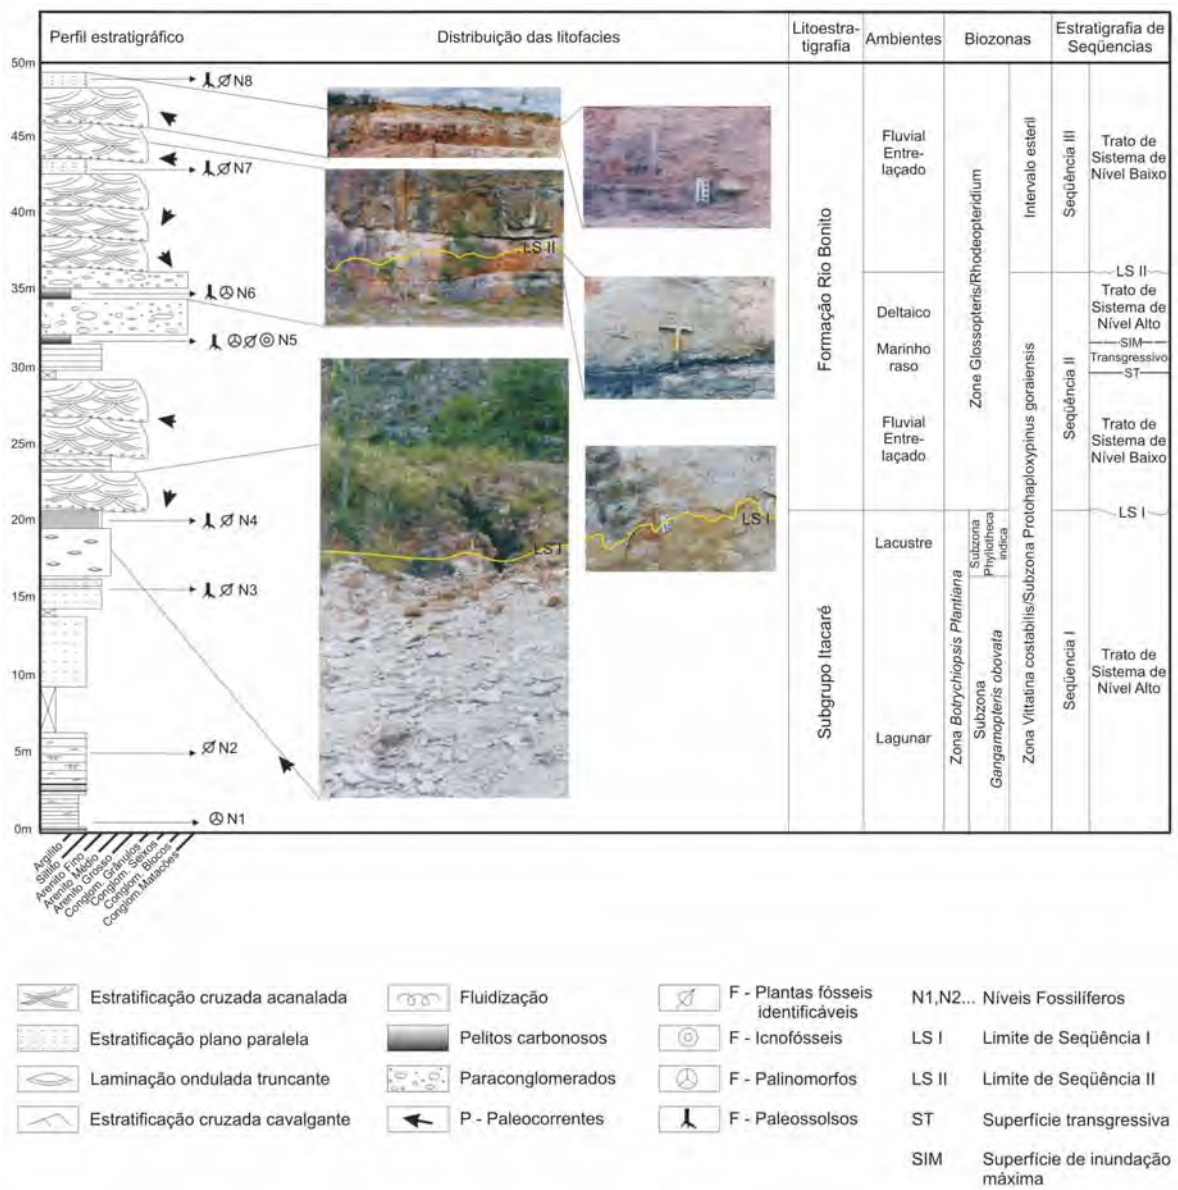 Perfil estratigráfico
Distribuição das litofacies
Litoestra-
tigrafia
Ambientes
Biozonas
Estratigrafia de
Seqüências
50m
45m
40m
35m
30m
25m
20m
15m
10m
5m
0m
N8
N7
N6
N5
N4
N3
N2
N1
LS II
LS I
LS I
Argilito
Siltito
Arenito Fino
Arenito Médio
Arenito Grosso
Conglom. Grânulos
Conglom. Seixos
Conglom. Blocos
Conglom. Matacões
Formação Rio Bonito
Subgrupo Itacaré
Fluvial
Entre-
laçado
Deltaico
Marinho
raso
Fluvial
Entre-
laçado
Lacustre
Lagunar
Zone Glossopteris/Rhodeopteridium
Zona Botrychiopsis Plantiana
Subzona
Phyllotheca
indica
Subzona
Gangamopteris obovata
Intervalo esteril
Zona Vittatina costabilis/Subzona Protohaploxypinus goraiensis
Seqüência III
Seqüência II
Seqüencia I
Trato de
Sistema de
Nível Baixo
LS II
Trato de
Sistema de
Nível Alto
SIM
Transgressivo
ST
Trato de
Sistema de
Nível Baixo
LS I
Trato de
Sistema de
Nível Alto
Estratificação cruzada acanalada
Estratificação plano paralela
Laminação ondulada truncante
Estratificação cruzada cavalgante
Fluidização
Pelitos carbonosos
Paraconglomerados
P - Paleocorrentes
F - Plantas fósseis
identificáveis
F - Icnofósseis
F - Palinomorfos
F - Paleossolsos
N1,N2... Níveis Fossilíferos
LS I Limite de Seqüência I
LS II Limite de Seqüência II
ST Superfície transgressiva
SIM Superfície de inundação
máxima